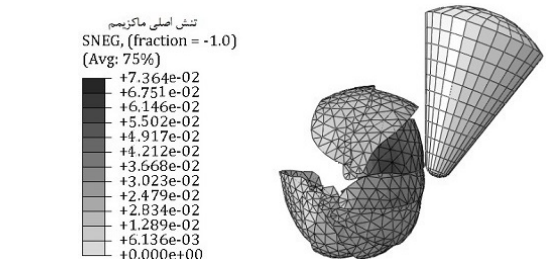 تنش اصلی ماکزیمم
SNEG, (fraction = -1.0)
(Avg: 75%)
+7.364e-02
+6.751e-02
+6.146e-02
+5.502e-02
+4.917e-02
+4.212e-02
+3.668e-02
+3.023e-02
+2.479e-02
+2.834e-02
+1.289e-02
+6.136e-03
+0.000e+00